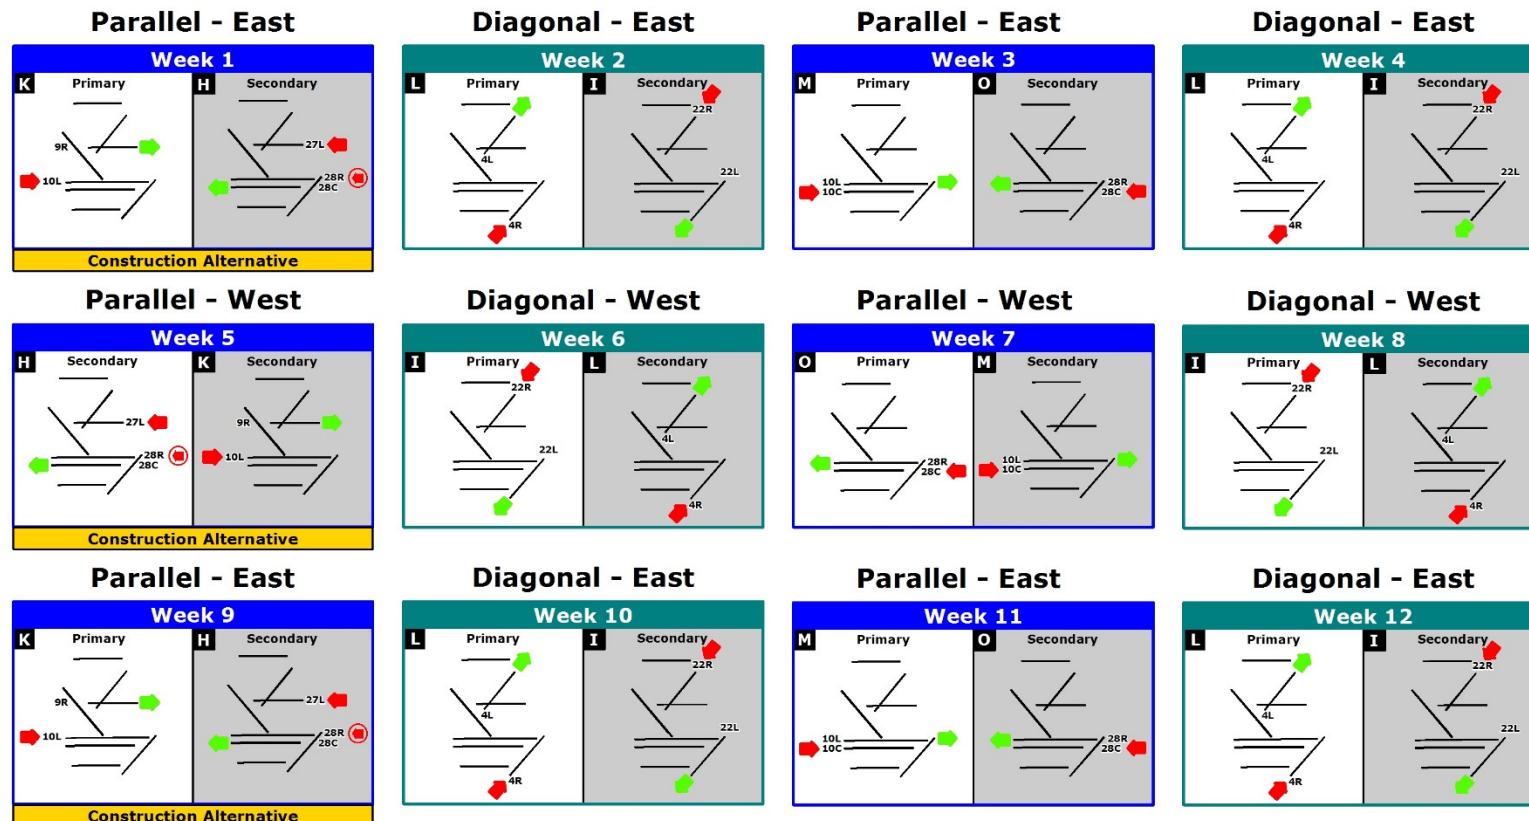 Parallel - East
Diagonal - East
Parallel - East
Diagonal - East
Week 1
K Primary H Secondary
9R
27L
10L
28R
28C
Construction Alternative
Week 2
L Primary I Secondary
22R
4L
22L
4R
Week 3
M Primary O Secondary
10L
10C
28R
28C
Week 4
L Primary I Secondary
22R
4L
22L
4R
Parallel - West
Diagonal - West
Parallel - West
Diagonal - West
Week 5
H Secondary K Secondary
27L
9R
28R
28C
10L
Construction Alternative
Week 6
I Primary L Secondary
22R
4L
22L
4R
Week 7
O Primary M Secondary
28R
28C
10L
10C
Week 8
I Primary L Secondary
22R
4L
22L
4R
Parallel - East
Diagonal - East
Parallel - East
Diagonal - East
Week 9
K Primary H Secondary
9R
27L
10L
28R
28C
Construction Alternative
Week 10
L Primary I Secondary
22R
4L
22L
4R
Week 11
M Primary O Secondary
10L
10C
28R
28C
Week 12
L Primary I Secondary
22R
4L
22L
4R